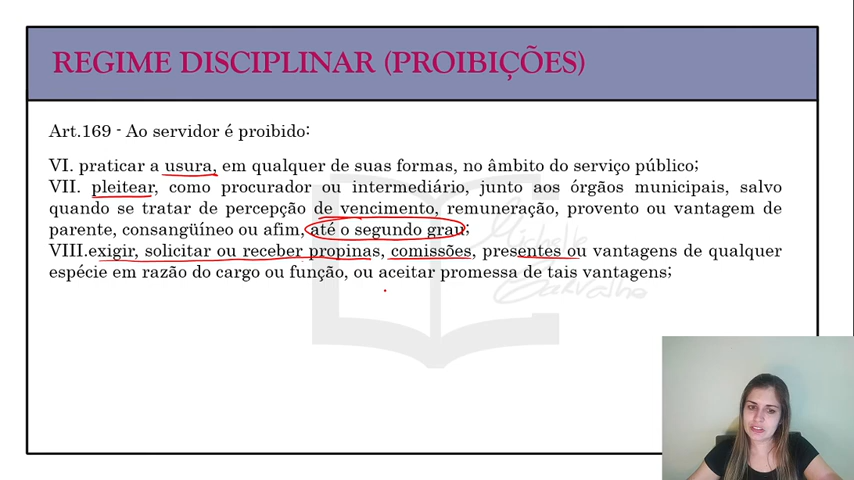 REGIME DISCIPLINAR (PROIBIÇÕES)
Art.169 - Ao servidor é proibido:
VI. praticar a usura, em qualquer de suas formas, no âmbito do serviço público;
VII. pleitear, como procurador ou intermediário, junto aos órgãos municipais, salvo
quando se tratar de percepção de vencimento, remuneração, provento ou vantagem de
parente, consangüíneo ou afim, até o segundo grau;
VIII.exigir, solicitar ou receber propinas, comissões, presentes ou vantagens de qualquer
espécie em razão do cargo ou função, ou aceitar promessa de tais vantagens;
Michelle
Carvalho